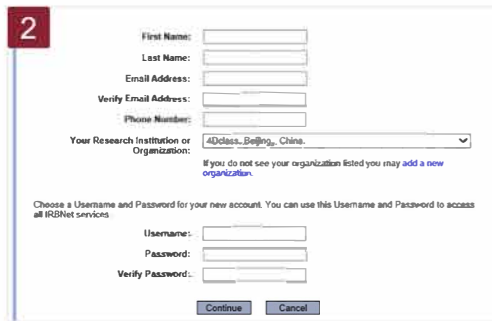 2
First Name:
Last Name:
Email Address:
Verify Email Address:
Phone Number:
Your Research Institution or
Organization:
4Dclass, Beijing, China.
If you do not see your organization listed you may add a new
organization.
Choose a Username and Password for your new account. You can use this Username and Password to access
all IRBNet services
Username:
Password:
Verify Password:
Continue Cancel